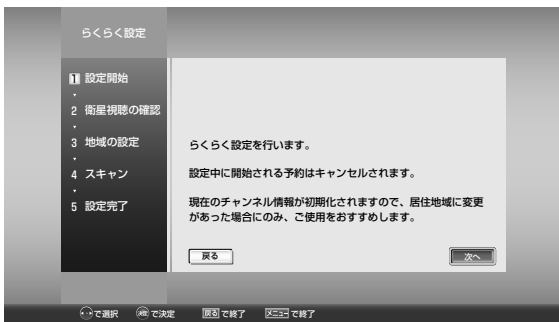 らくらく設定
1 設定開始
2 衛星視聴の確認
3 地域の設定
4 スキャン
5 設定完了
らくらく設定を行います。
設定中に開始される予約はキャンセルされます。
現在のチャンネル情報が初期化されますので、居住地域に変更
があった場合にのみ、ご使用をおすすめします。
戻る 次へ
で選択 決定 で決定 戻る で終了 メニュー で終了